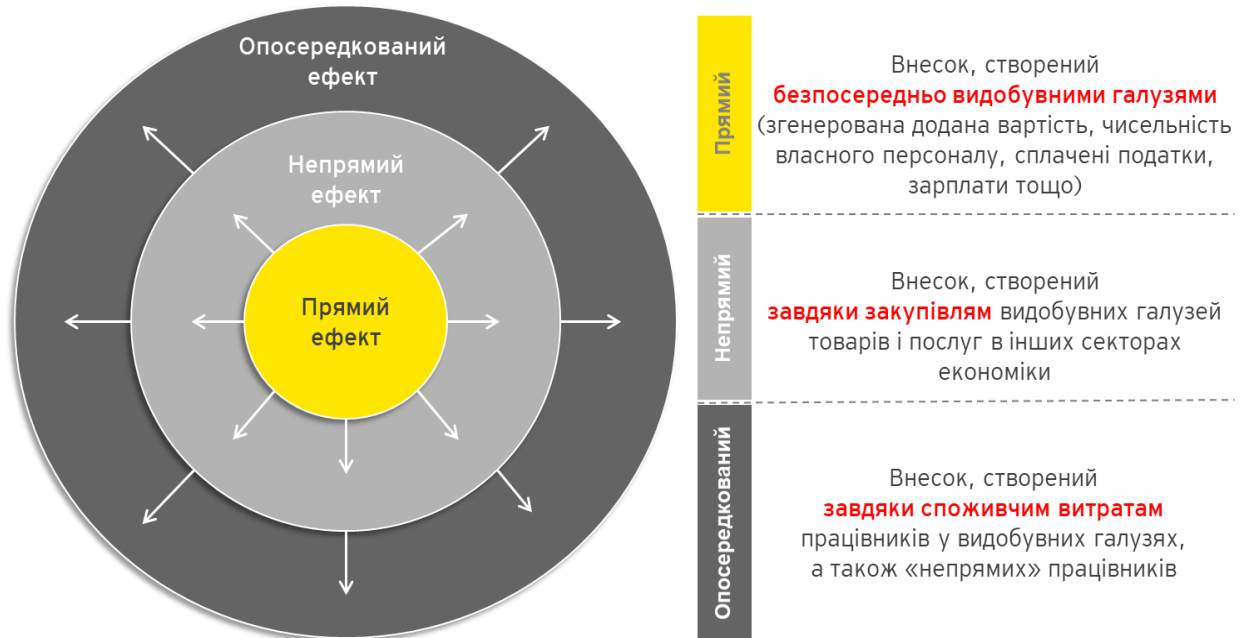 Опосередкований
ефект
Непрямий
ефект
Прямий
ефект
Прямий
Внесок, створений
безпосередньо видобувними галузями
(згенерована додана вартість, чисельність
власного персоналу, сплачені податки,
зарплати тощо)
Непрямий
Внесок, створений
завдяки закупівлям видобувних галузей
товарів і послуг в інших секторах
економіки
Опосередкований
Внесок, створений
завдяки споживчим витратам
працівників у видобувних галузях,
а також «непрямих» працівників